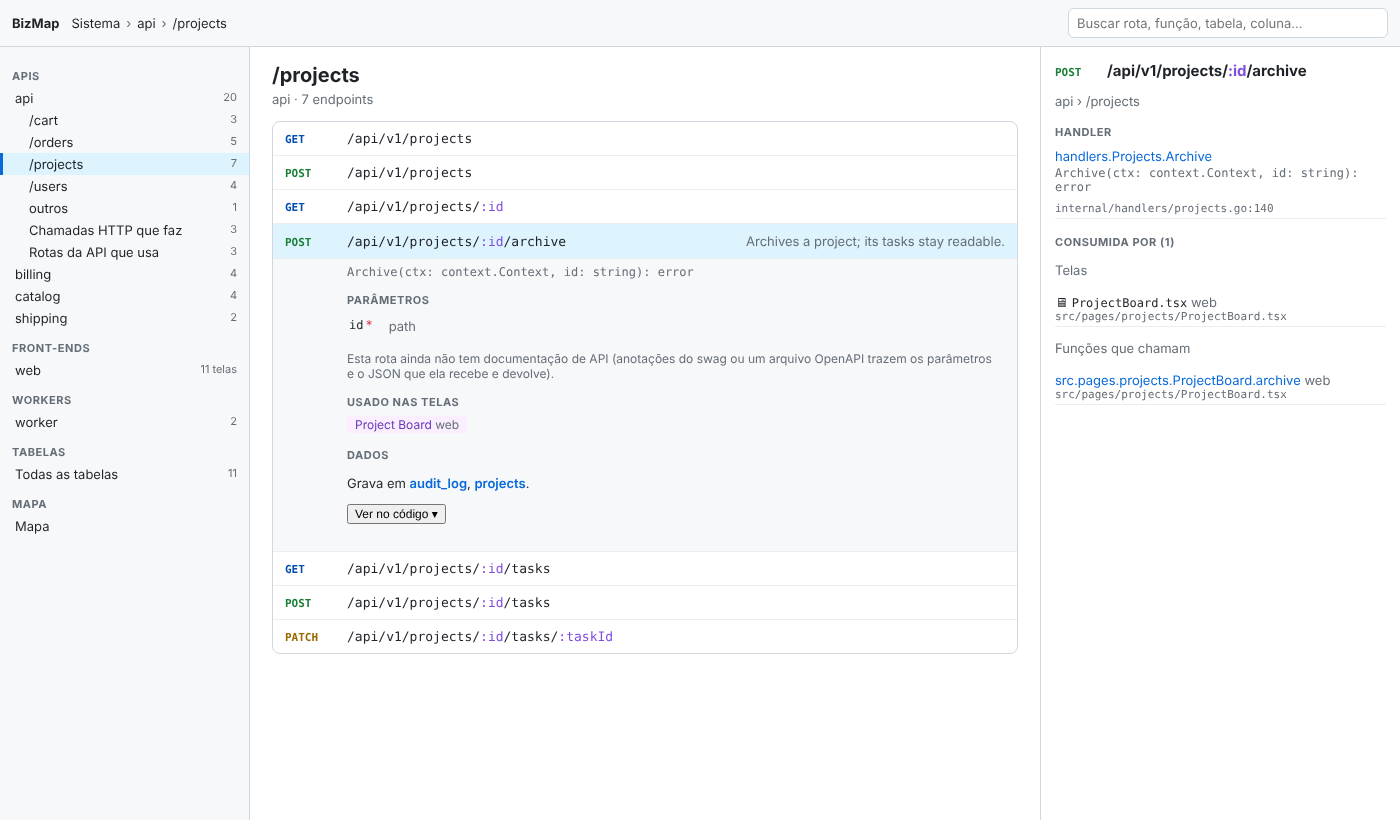 BizMap Sistema › api › /projects
Buscar rota, função, tabela, coluna...
APIS
api 20
/cart 3
/orders 5
/projects 7
/users 4
outros 1
Chamadas HTTP que faz 3
Rotas da API que usa 3
billing 4
catalog 4
shipping 2
FRONT-ENDS
web 11 telas
WORKERS
worker 2
TABELAS
Todas as tabelas 11
MAPA
Mapa
/projects
api · 7 endpoints
GET /api/v1/projects
POST /api/v1/projects
GET /api/v1/projects/:id
POST /api/v1/projects/:id/archive Archives a project; its tasks stay readable.
Archive(ctx: context.Context, id: string): error
PARÂMETROS
id* path
Esta rota ainda não tem documentação de API (anotações do swag ou um arquivo OpenAPI trazem os parâmetros
e o JSON que ela recebe e devolve).
USADO NAS TELAS
Project Board web
DADOS
Grava em audit_log, projects.
Ver no código ▾
GET /api/v1/projects/:id/tasks
POST /api/v1/projects/:id/tasks
PATCH /api/v1/projects/:id/tasks/:taskId
POST /api/v1/projects/:id/archive
api › /projects
HANDLER
handlers.Projects.Archive
Archive(ctx: context.Context, id: string):
error
internal/handlers/projects.go:140
CONSUMIDA POR (1)
Telas
🖥 ProjectBoard.tsx web
src/pages/projects/ProjectBoard.tsx
Funções que chamam
src.pages.projects.ProjectBoard.archive web
src/pages/projects/ProjectBoard.tsx